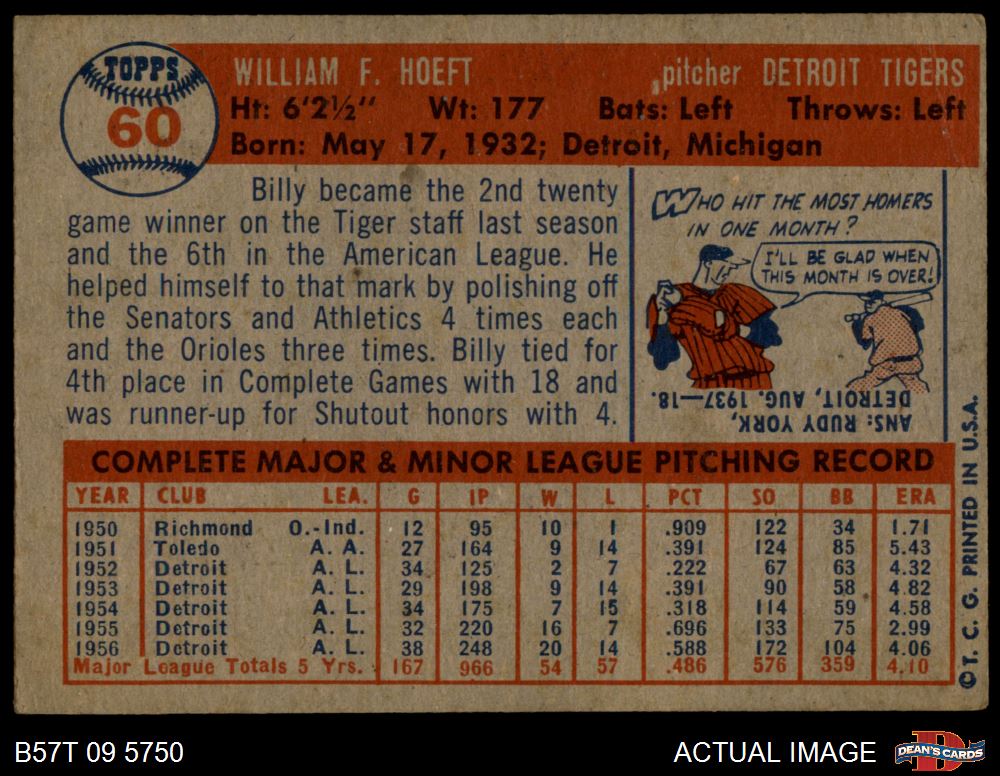 TOPPS
60
WILLIAM F. HOEFT pitcher DETROIT TIGERS
Ht: 6'2½" Wt: 177 Bats: Left Throws: Left
Born: May 17, 1932; Detroit, Michigan
Billy became the 2nd twenty
game winner on the Tiger staff last season
and the 6th in the American League. He
helped himself to that mark by polishing off
the Senators and Athletics 4 times each
and the Orioles three times. Billy tied for
4th place in Complete Games with 18 and
was runner-up for Shutout honors with 4.
WHO HIT THE MOST HOMERS
IN ONE MONTH?
I'LL BE GLAD WHEN
THIS MONTH IS OVER!
ANS: RUDY YORK,
DETROIT, AUG. 1937—18.
COMPLETE MAJOR & MINOR LEAGUE PITCHING RECORD
YEAR CLUB LEA. G IP W L PCT SO BB ERA
1950 Richmond O.-Ind. 12 95 10 1 .909 122 34 1.71
1951 Toledo A. A. 27 164 9 14 .391 124 85 5.43
1952 Detroit A. L. 34 125 2 7 .222 67 63 4.32
1953 Detroit A. L. 29 198 9 14 .391 90 58 4.82
1954 Detroit A. L. 34 175 7 15 .318 114 59 4.58
1955 Detroit A. L. 32 220 16 7 .696 133 75 2.99
1956 Detroit A. L. 38 248 20 14 .588 172 104 4.06
Major League Totals 5 Yrs. 167 966 54 57 .486 576 359 4.10
©T. C. G. PRINTED IN U.S.A.
B57T 09 5750
ACTUAL IMAGE
D
DEAN'S CARDS